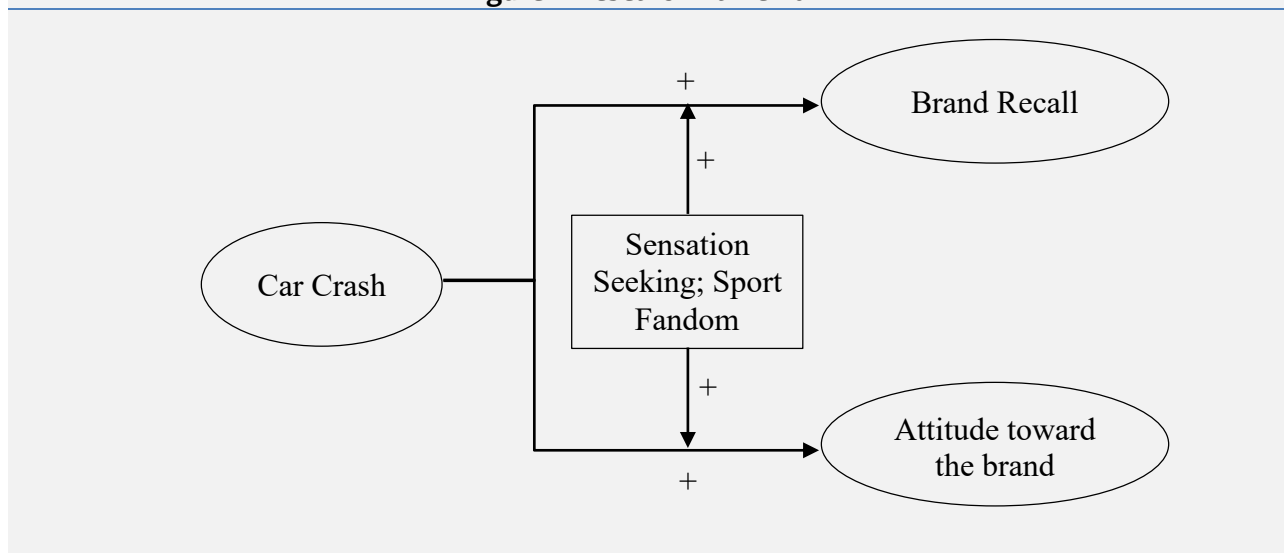 +
Brand Recall
+
Sensation
Seeking; Sport
Fandom
Car Crash
+
Attitude toward
the brand
+